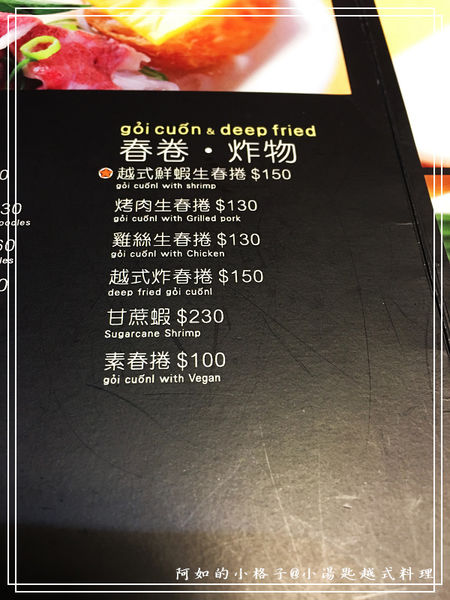 gỏi cuốn & deep fried
春卷・炸物
越式鮮蝦生春捲 $150
gỏi cuốnl with shrimp
烤肉生春捲 $130
gỏi cuốnl with Grilled pork
雞絲生春捲 $130
gỏi cuốnl with Chicken
越式炸春捲 $150
deep fried gỏi cuốnl
甘蔗蝦 $230
Sugarcane Shrimp
素春捲 $100
gỏi cuốnl with Vegan
阿如的小格子@小湯匙越式料理